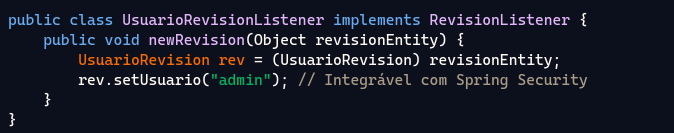 public class UsuarioRevisionListener implements RevisionListener {
    public void newRevision(Object revisionEntity) {
        UsuarioRevision rev = (UsuarioRevision) revisionEntity;
        rev.setUsuario("admin"); // Integrável com Spring Security
    }
}